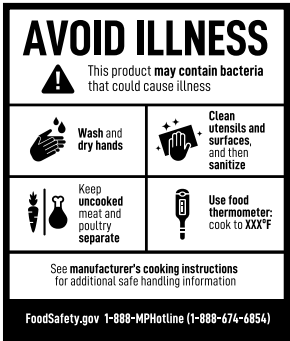 AVOID ILLNESS
This product may contain bacteria
that could cause illness
Wash and
dry hands
Clean
utensils and
surfaces,
and then
sanitize
Keep
uncooked
meat and
poultry
separate
Use food
thermometer:
cook to XXX°F
See manufacturer's cooking instructions
for additional safe handling information
FoodSafety.gov 1-888-MPHotline (1-888-674-6854)